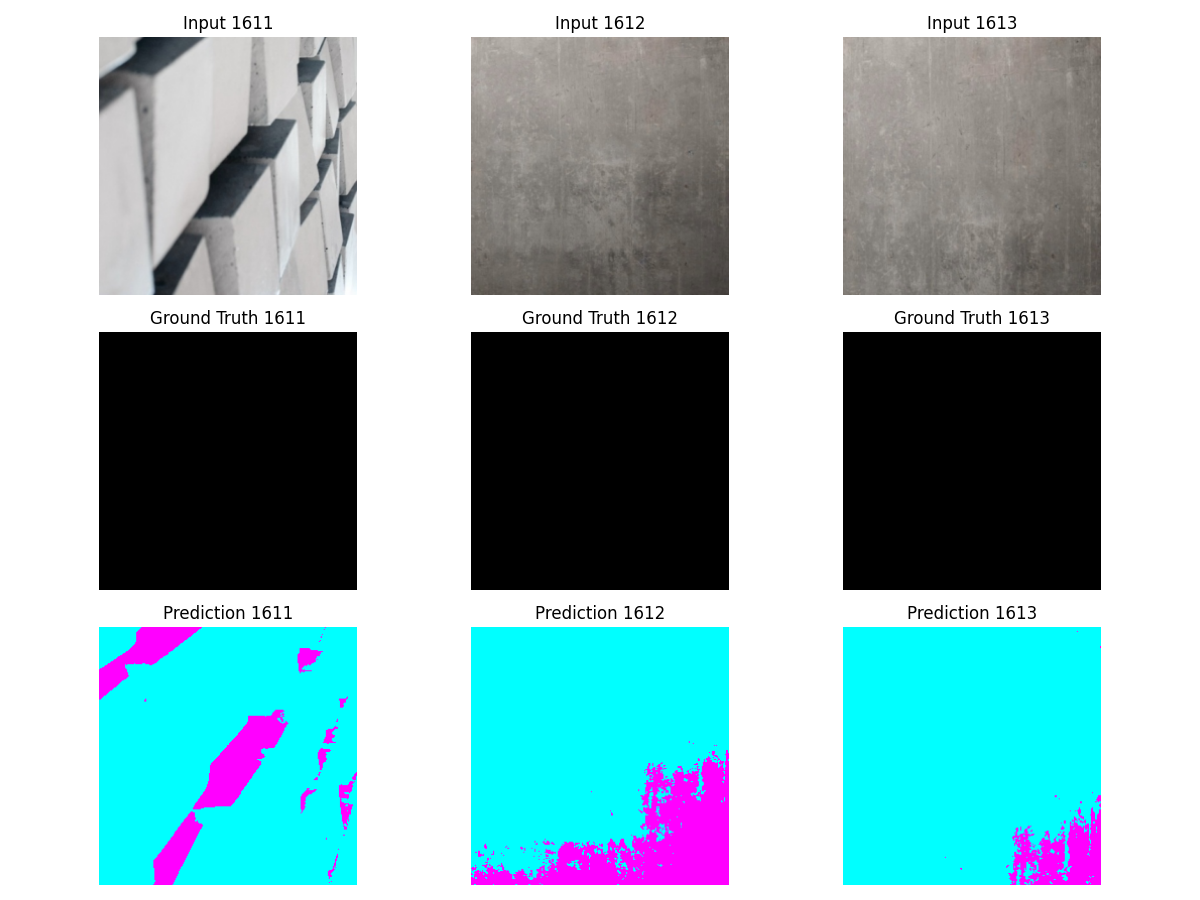 Input 1611
Input 1612
Input 1613
Ground Truth 1611
Ground Truth 1612
Ground Truth 1613
Prediction 1611
Prediction 1612
Prediction 1613